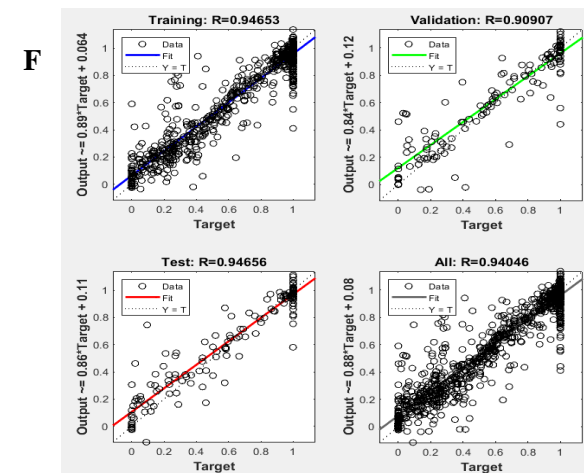 F
Training: R=0.94653
Output ~= 0.89*Target + 0.064
Data
Fit
Y = T
1
0.8
0.6
0.4
0.2
0
0 0.2 0.4 0.6 0.8 1
Target
Validation: R=0.90907
Output ~= 0.84*Target + 0.12
Data
Fit
Y = T
1
0.8
0.6
0.4
0.2
0
0 0.2 0.4 0.6 0.8 1
Target
Test: R=0.94656
Output ~= 0.86*Target + 0.11
Data
Fit
Y = T
1
0.8
0.6
0.4
0.2
0
0 0.2 0.4 0.6 0.8 1
Target
All: R=0.94046
Output ~= 0.88*Target + 0.08
Data
Fit
Y = T
1
0.8
0.6
0.4
0.2
0
0 0.2 0.4 0.6 0.8 1
Target